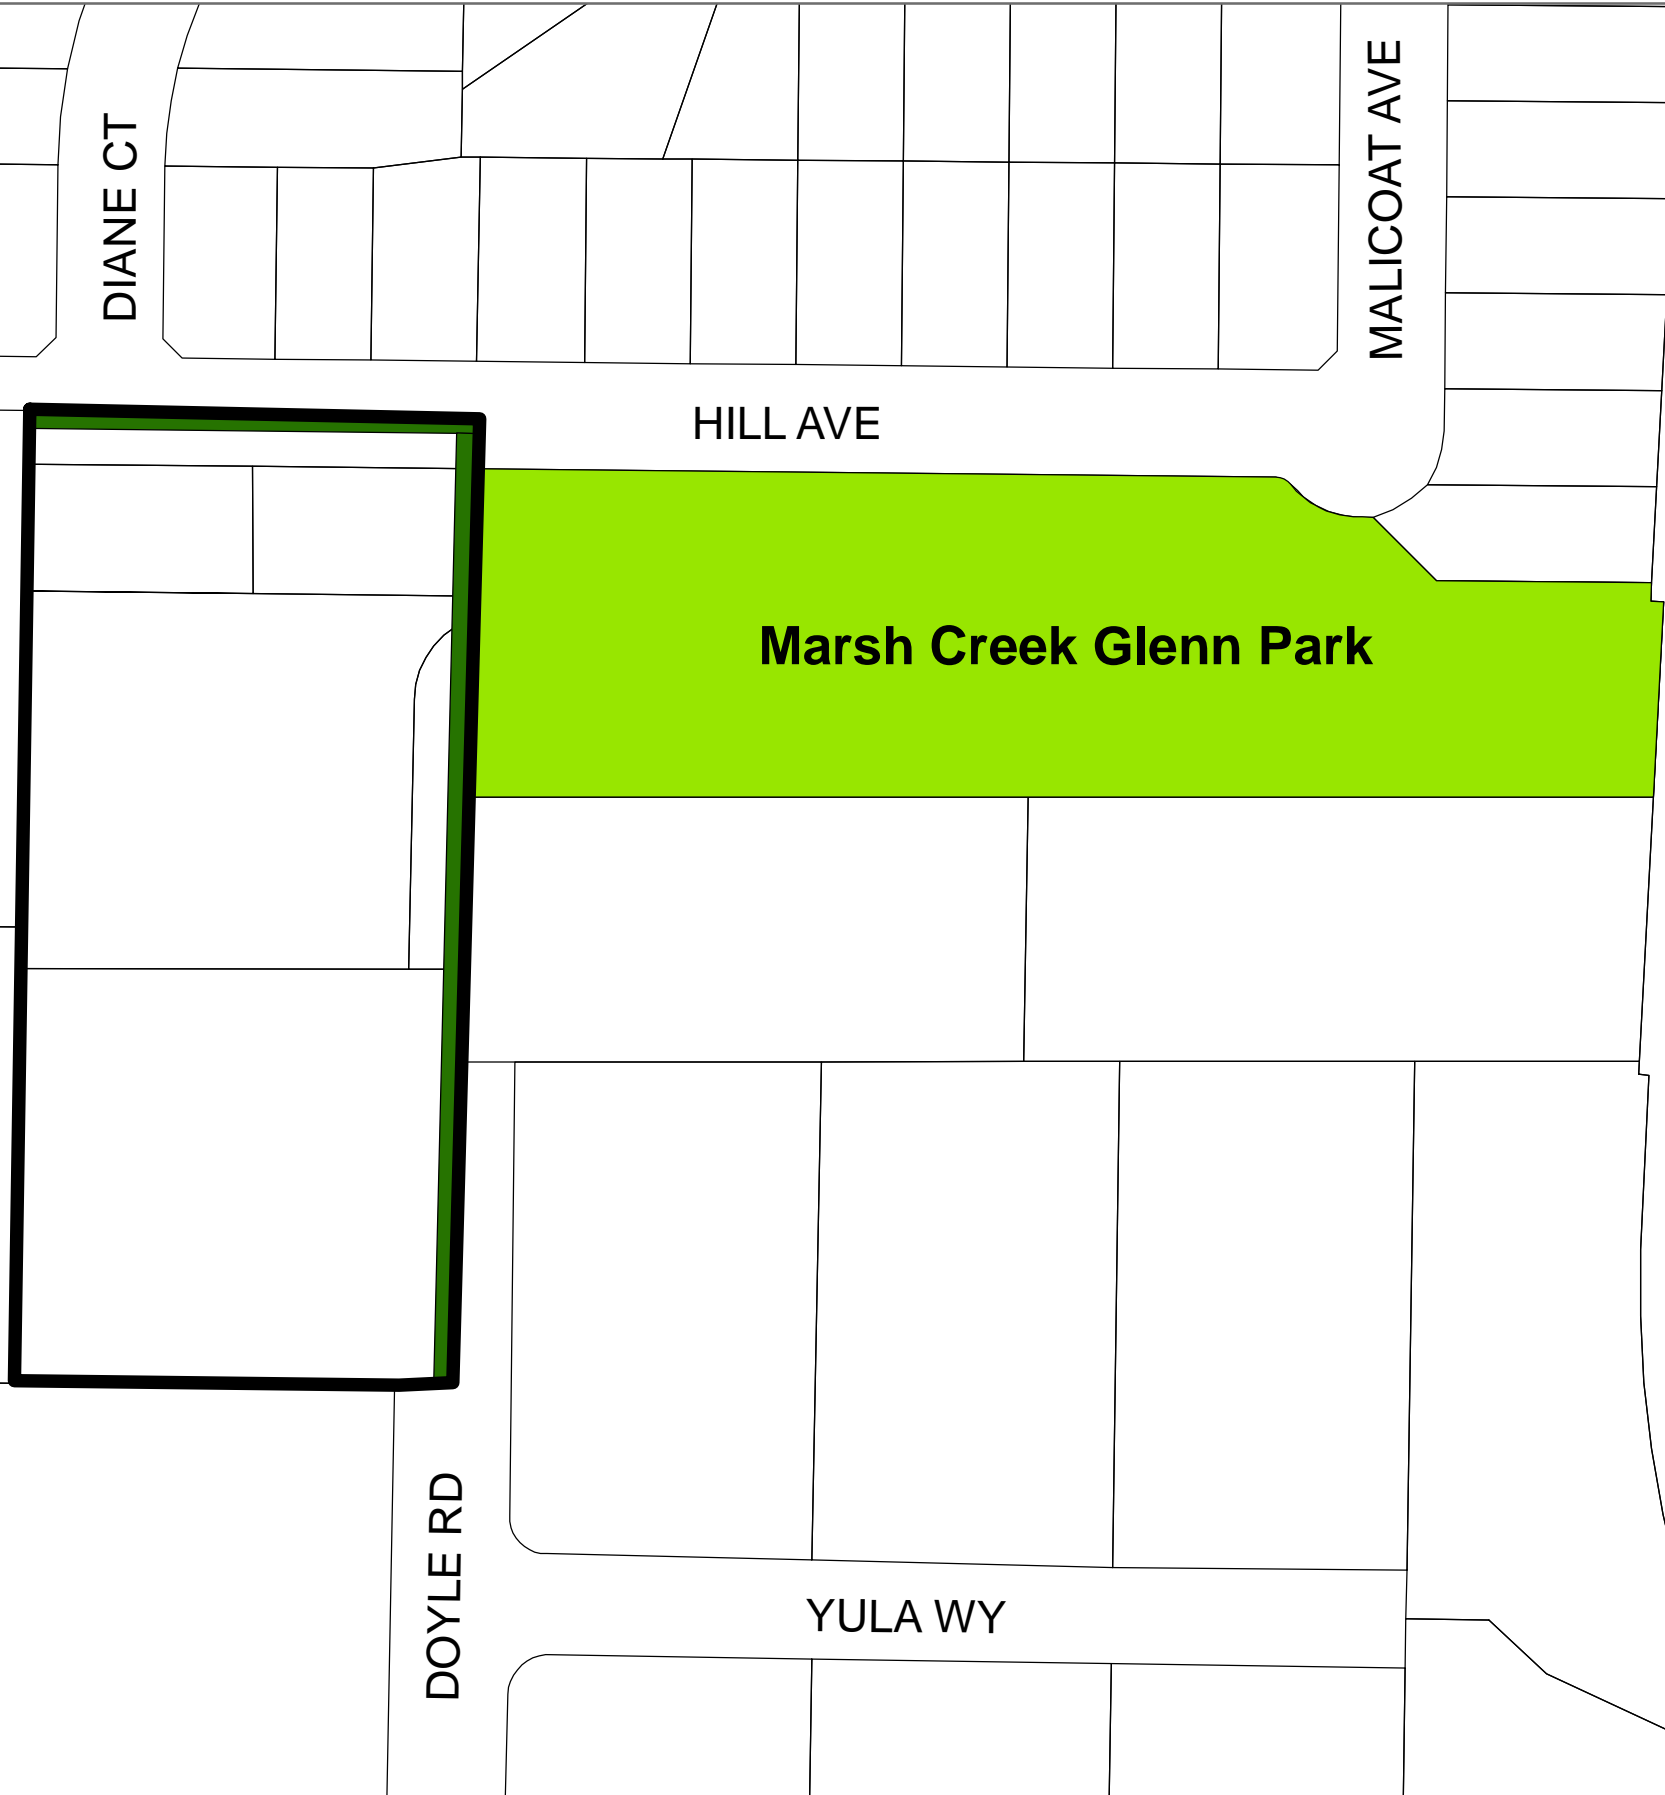 DIANE CT
MALICOAT AVE
HILL AVE
Marsh Creek Glenn Park
DOYLE RD
YULA WY